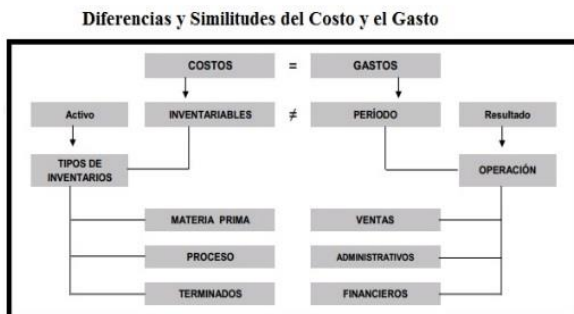 Diferencias y Similitudes del Costo y el Gasto
COSTOS = GASTOS
Activo INVENTARIABLES ≠ PERÍODO Resultado
TIPOS DE
INVENTARIOS
OPERACIÓN
MATERIA PRIMA VENTAS
PROCESO ADMINISTRATIVOS
TERMINADOS FINANCIEROS